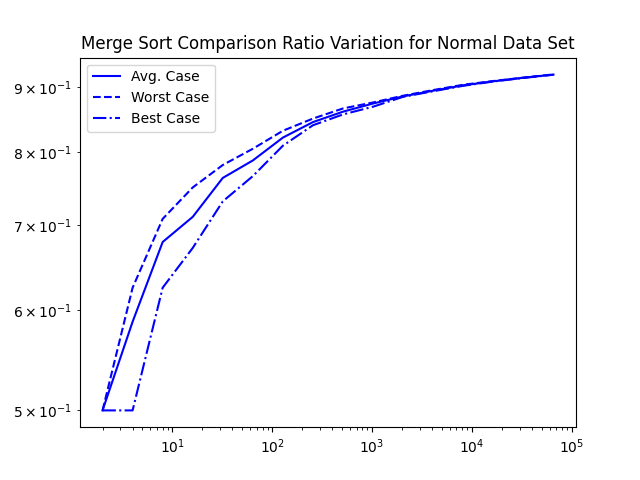 Merge Sort Comparison Ratio Variation for Normal Data Set
Avg. Case
Worst Case
Best Case
9 × 10⁻¹
8 × 10⁻¹
7 × 10⁻¹
6 × 10⁻¹
5 × 10⁻¹
10¹ 10² 10³ 10⁴ 10⁵